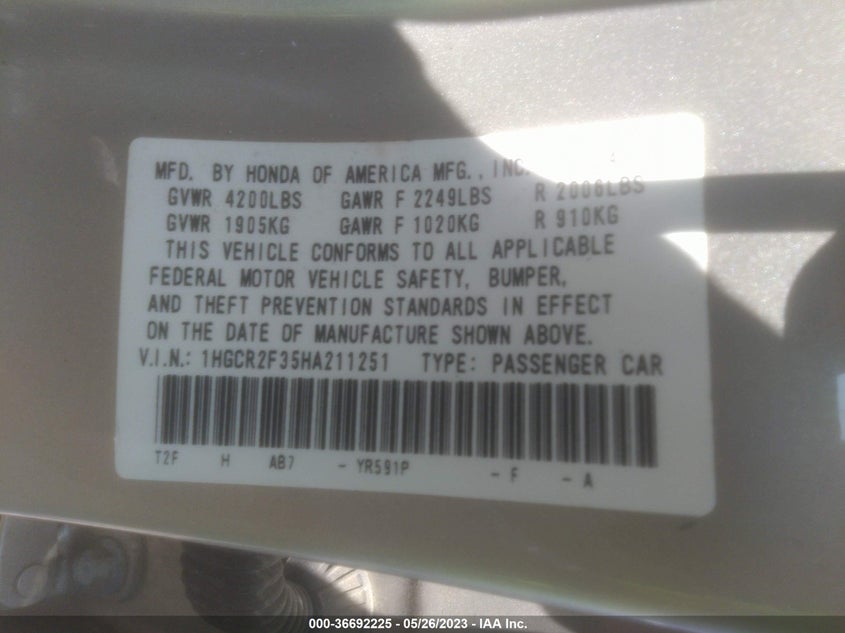 MFD. BY HONDA OF AMERICA MFG., INC.
GVWR 4200LBS GAWR F 2249LBS R 2006LBS
GVWR 1905KG GAWR F 1020KG R 910KG
THIS VEHICLE CONFORMS TO ALL APPLICABLE
FEDERAL MOTOR VEHICLE SAFETY, BUMPER,
AND THEFT PREVENTION STANDARDS IN EFFECT
ON THE DATE OF MANUFACTURE SHOWN ABOVE.
V.I.N.: 1HGCR2F35HA211251 TYPE: PASSENGER CAR
T2F H AB7 - YR591P - F - A
000-36692225 - 05/26/2023 - IAA Inc.